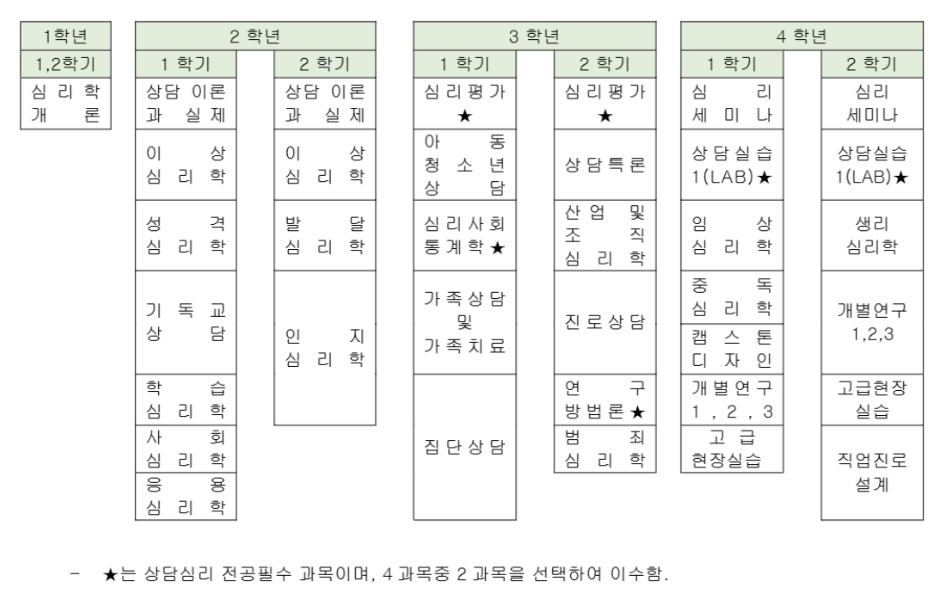 1학년
1,2학기
심리학
개론
2 학년
1 학기
상담 이론
과 실제
이상
심리학
성격
심리학
기독교
상담
학습
심리학
사회
심리학
응용
심리학
2 학기
상담 이론
과 실제
이상
심리학
발달
심리학
인지
심리학
3 학년
1 학기
심리평가
★
아동
청소년
상담
심리사회
통계학★
가족상담
및
가족치료
집단상담
2 학기
심리평가
★
상담특론
산업 및
조직
심리학
진로상담
연구
방법론★
범죄
심리학
4 학년
1 학기
심리
세미나
상담실습
1(LAB)★
임상
심리학
중독
심리학
캡스톤
디자인
개별연구
1,2,3
고급
현장실습
2 학기
심리
세미나
상담실습
1(LAB)★
생리
심리학
개별연구
1,2,3
고급현장
실습
직업진로
설계
- ★는 상담심리 전공필수 과목이며, 4 과목중 2 과목을 선택하여 이수함.